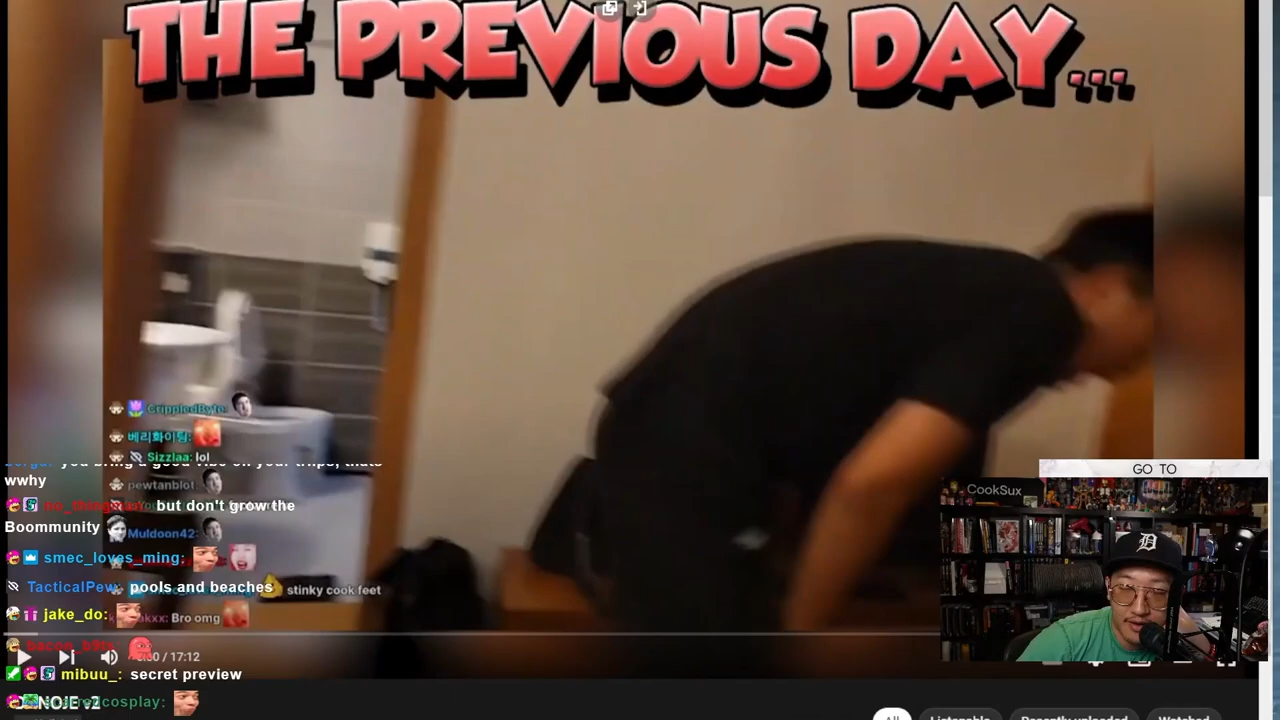 THE PREVIOUS DAY...
GO TO
CookSux
CrippledByte:
베리화이팅:
Sizzlaa: lol
you bring a good vibe on your trips, thats
wwhy
pewtanblot
but don't grow the
Boommunity
Muldoon42:
smec_loves_ming:
TacticalPew: pools and beaches
stinky cook feet
jake_do:
Bro omg
/ 17:12
mibuu_: secret preview
cosplay:
All
Listenable
Recently uploaded
Watched